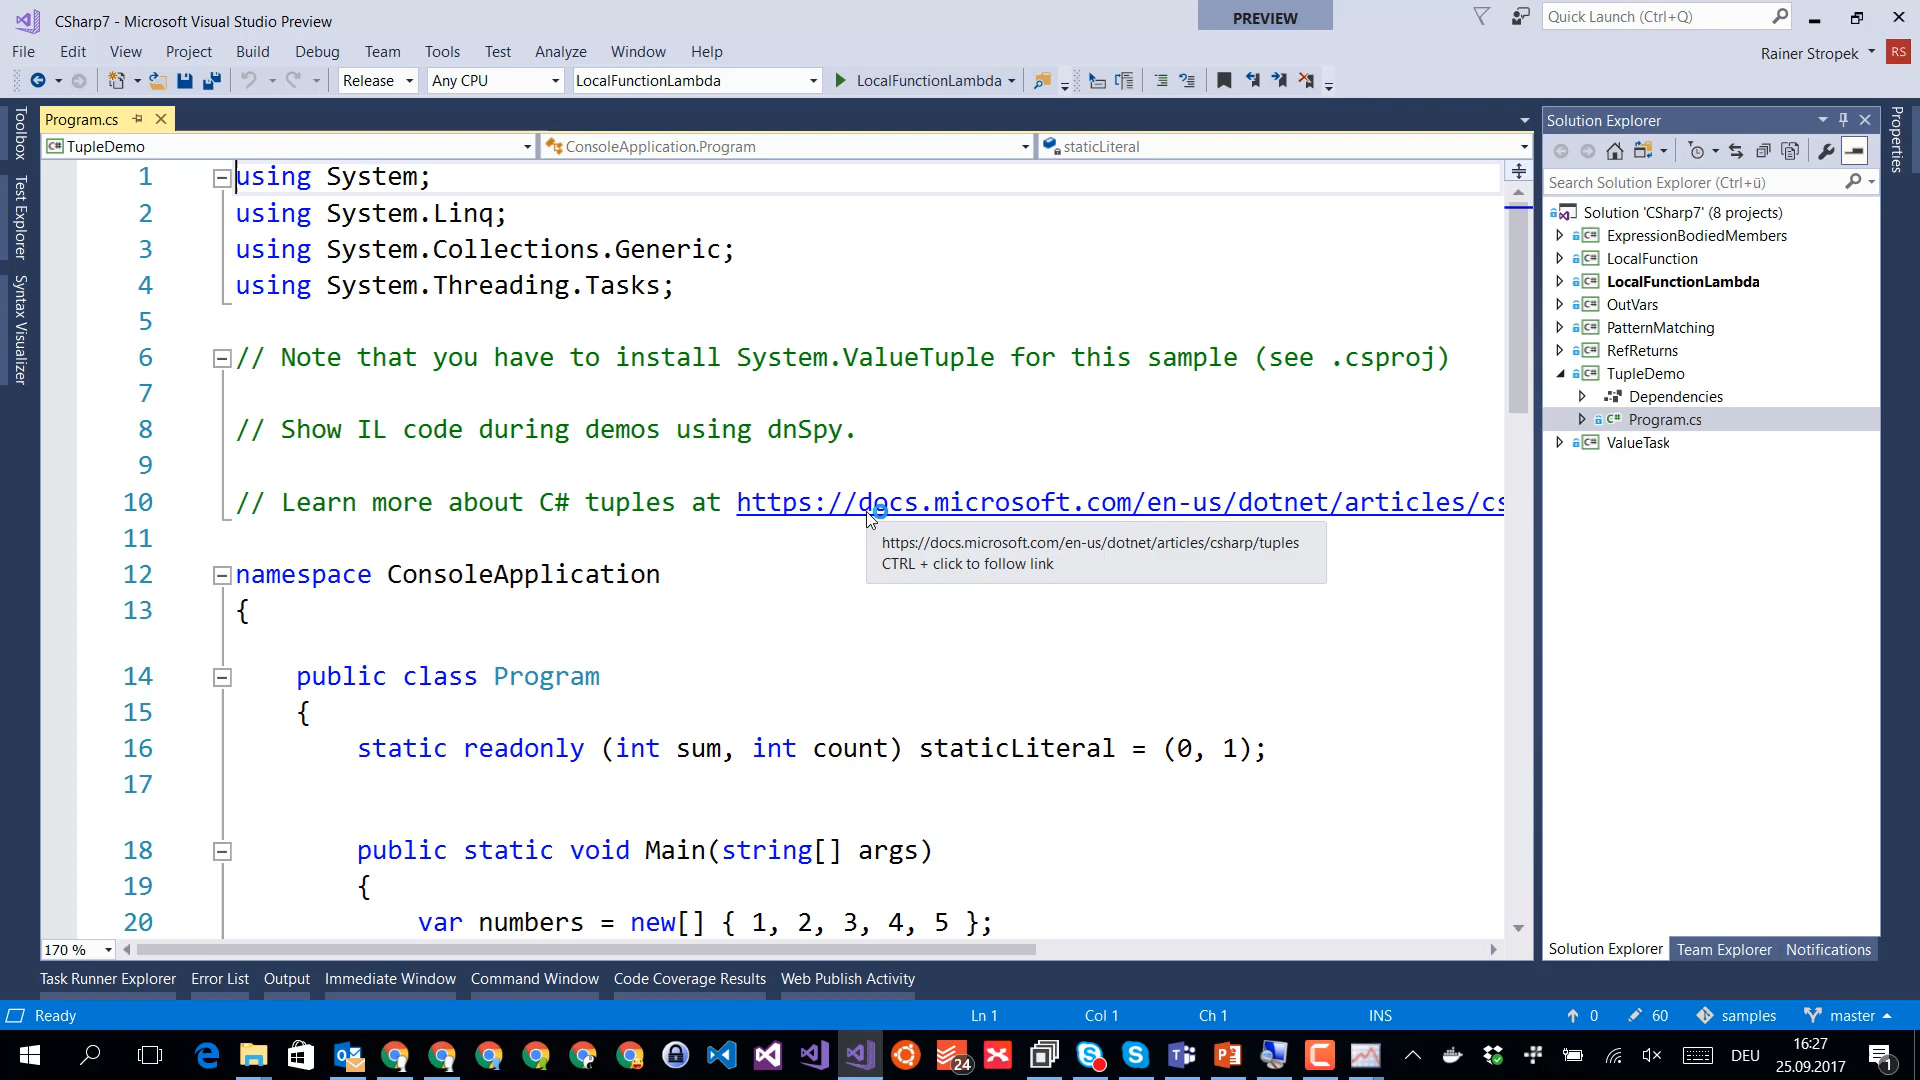 CSharp7 - Microsoft Visual Studio Preview
PREVIEW
Quick Launch (Ctrl+Q)
File Edit View Project Build Debug Team Tools Test Analyze Window Help
Rainer Stropek RS
Release Any CPU LocalFunctionLambda LocalFunctionLambda
Toolbox
Test Explorer
Syntax Visualizer
Program.cs
TupleDemo ConsoleApplication.Program staticLiteral
1 using System;
2 using System.Linq;
3 using System.Collections.Generic;
4 using System.Threading.Tasks;
5
6 // Note that you have to install System.ValueTuple for this sample (see .csproj)
7
8 // Show IL code during demos using dnSpy.
9
10 // Learn more about C# tuples at https://docs.microsoft.com/en-us/dotnet/articles/cs
https://docs.microsoft.com/en-us/dotnet/articles/csharp/tuples
CTRL + click to follow link
11
12 namespace ConsoleApplication
13 {
14 public class Program
15 {
16 static readonly (int sum, int count) staticLiteral = (0, 1);
17
18 public static void Main(string[] args)
19 {
20 var numbers = new[] { 1, 2, 3, 4, 5 };
170 %
Solution Explorer
Search Solution Explorer (Ctrl+ü)
Solution 'CSharp7' (8 projects)
C# ExpressionBodiedMembers
C# LocalFunction
C# LocalFunctionLambda
C# OutVars
C# PatternMatching
C# RefReturns
C# TupleDemo
Dependencies
C# Program.cs
C# ValueTask
Properties
Solution Explorer Team Explorer Notifications
Task Runner Explorer Error List Output Immediate Window Command Window Code Coverage Results Web Publish Activity
Ready Ln 1 Col 1 Ch 1 INS 0 60 samples master
24
DEU
16:27
25.09.2017
1